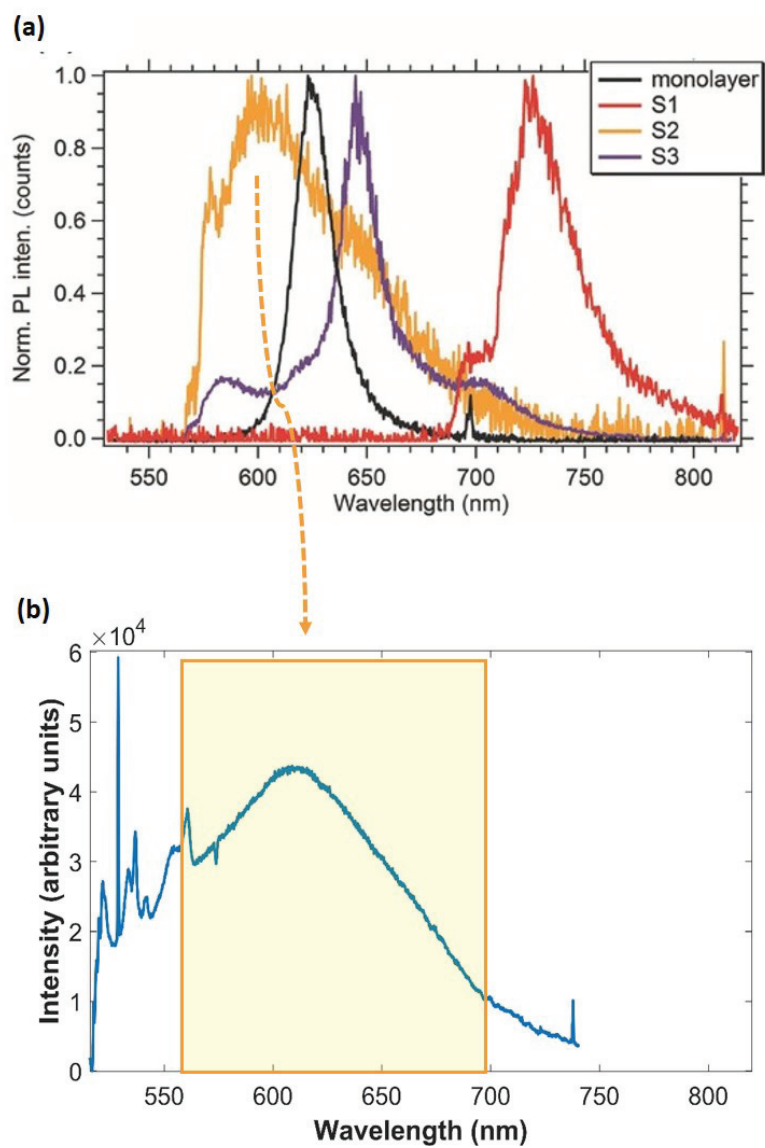 (a)
monolayer
S1
S2
S3
Norm. PL inten. (counts)
1.0
0.8
0.6
0.4
0.2
0.0
550 600 650 700 750 800
Wavelength (nm)
(b)
×10⁴
Intensity (arbitrary units)
6
5
4
3
2
1
0
550 600 650 700 750 800
Wavelength (nm)